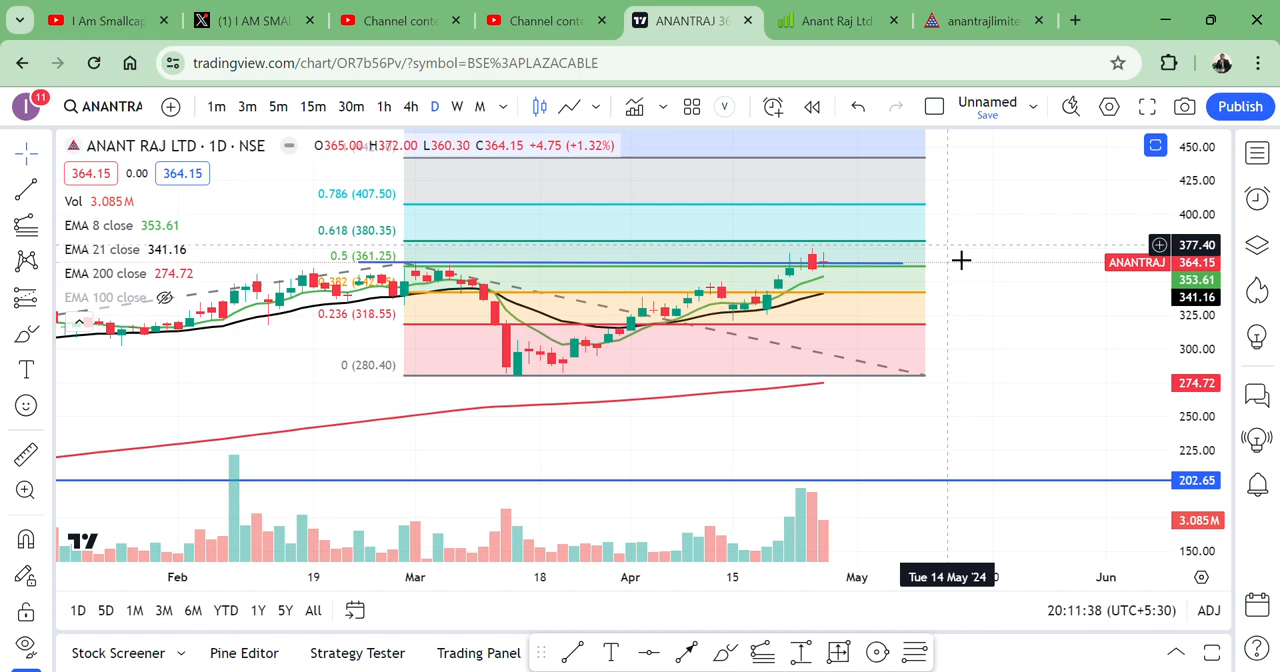 I Am Smallcap
(1) I AM SMAL
Channel conte
Channel conte
ANANTRAJ 36
Anant Raj Ltd
anantrajlimite
tradingview.com/chart/OR7b56Pv/?symbol=BSE%3APLAZACABLE
I
11
ANANTRA
1m 3m 5m 15m 30m 1h 4h D W M
V
Unnamed
Save
Publish
ANANT RAJ LTD · 1D · NSE
O365.00 H372.00 L360.30 C364.15 +4.75 (+1.32%)
364.15 0.00 364.15
Vol 3.085M
EMA 8 close 353.61
EMA 21 close 341.16
EMA 200 close 274.72
EMA 100 close
0.786 (407.50)
0.618 (380.35)
0.5 (361.25)
0.236 (318.55)
0 (280.40)
450.00
425.00
400.00
377.40
ANANTRAJ 364.15
353.61
341.16
315.00
300.00
274.72
250.00
225.00
202.65
3.085M
150.00
Feb 19 Mar 18 Apr 15 May Tue 14 May '24 Jun
1D 5D 1M 3M 6M YTD 1Y 5Y All
20:11:38 (UTC+5:30) ADJ
Stock Screener Pine Editor Strategy Tester Trading Panel